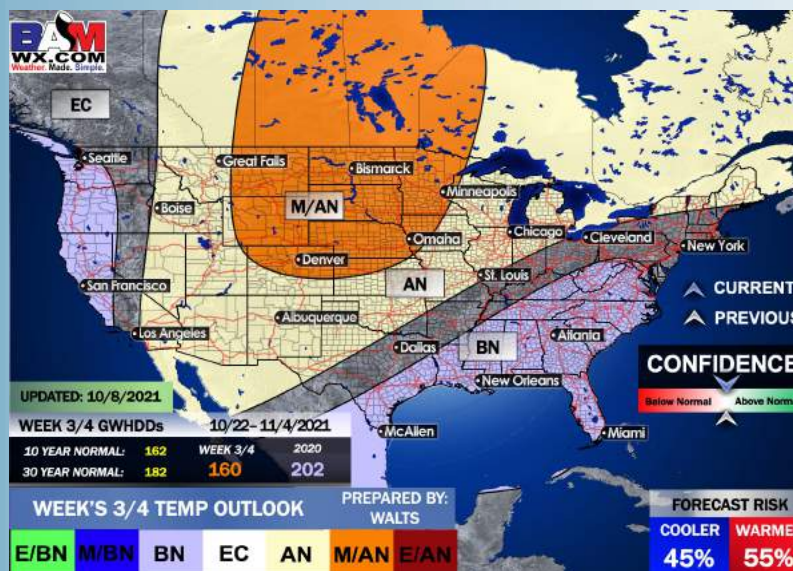 BAM
WX.COM
Weather. Made. Simple.
EC
Seattle
Great Falls
Bismarck
Minneapolis
Boise
M/AN
Omaha
Chicago
Cleveland
New York
Denver
San Francisco
AN
St. Louis
Los Angeles
Albuquerque
Dallas
BN
Atlanta
New Orleans
McAllen
Miami
CURRENT
PREVIOUS
CONFIDENCE
Below Normal
Above Norm
UPDATED: 10/8/2021
WEEK 3/4 GWHDDs 10/22– 11/4/2021
10 YEAR NORMAL: 162 WEEK 3/4 2020
30 YEAR NORMAL: 182 160 202
WEEK'S 3/4 TEMP OUTLOOK
PREPARED BY:
WALTS
E/BN M/BN BN EC AN M/AN E/AN
FORECAST RISK
COOLER WARME
45% 55%